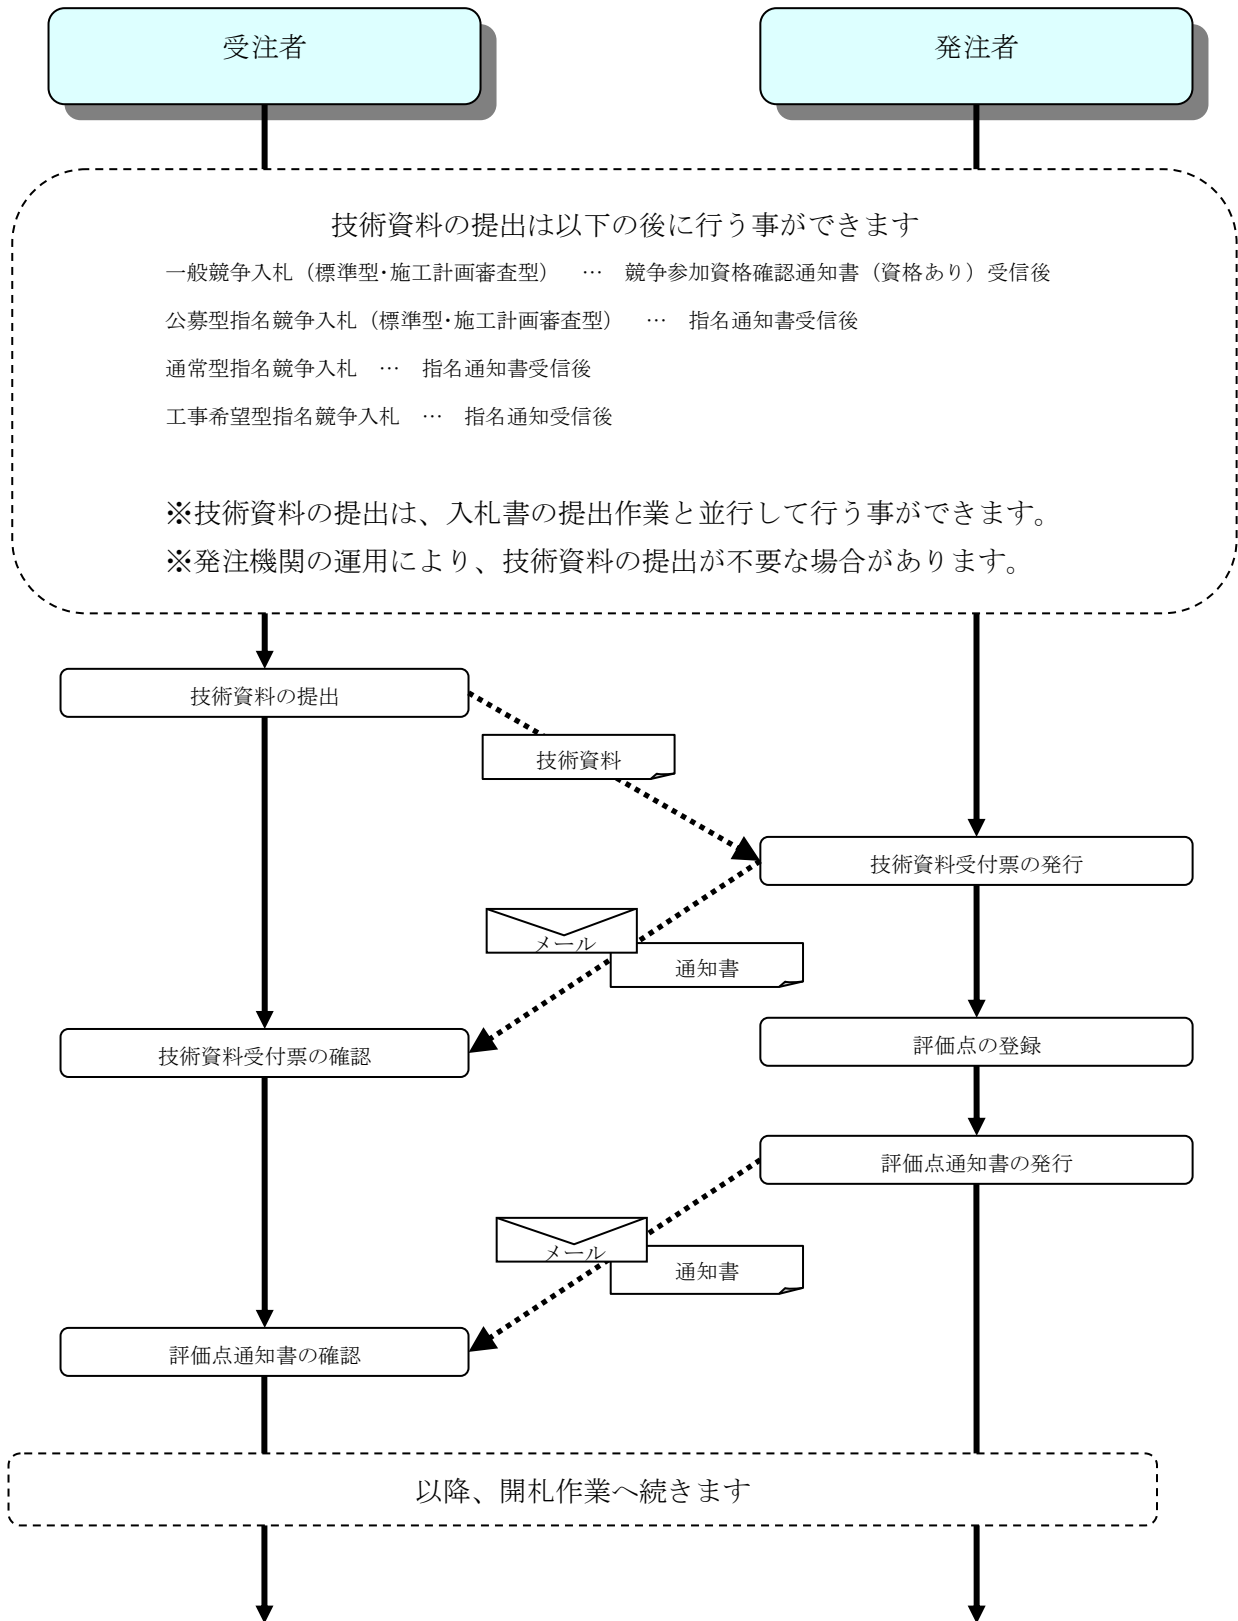 受注者
発注者
技術資料の提出は以下の後に行う事ができます
一般競争入札（標準型･施工計画審査型）　…　競争参加資格確認通知書（資格あり）受信後
公募型指名競争入札（標準型･施工計画審査型）　…　指名通知書受信後
通常型指名競争入札　…　指名通知書受信後
工事希望型指名競争入札　…　指名通知受信後
※技術資料の提出は、入札書の提出作業と並行して行う事ができます。
※発注機関の運用により、技術資料の提出が不要な場合があります。
技術資料の提出
技術資料
技術資料受付票の発行
メール
通知書
技術資料受付票の確認
評価点の登録
評価点通知書の発行
メール
通知書
評価点通知書の確認
以降、開札作業へ続きます